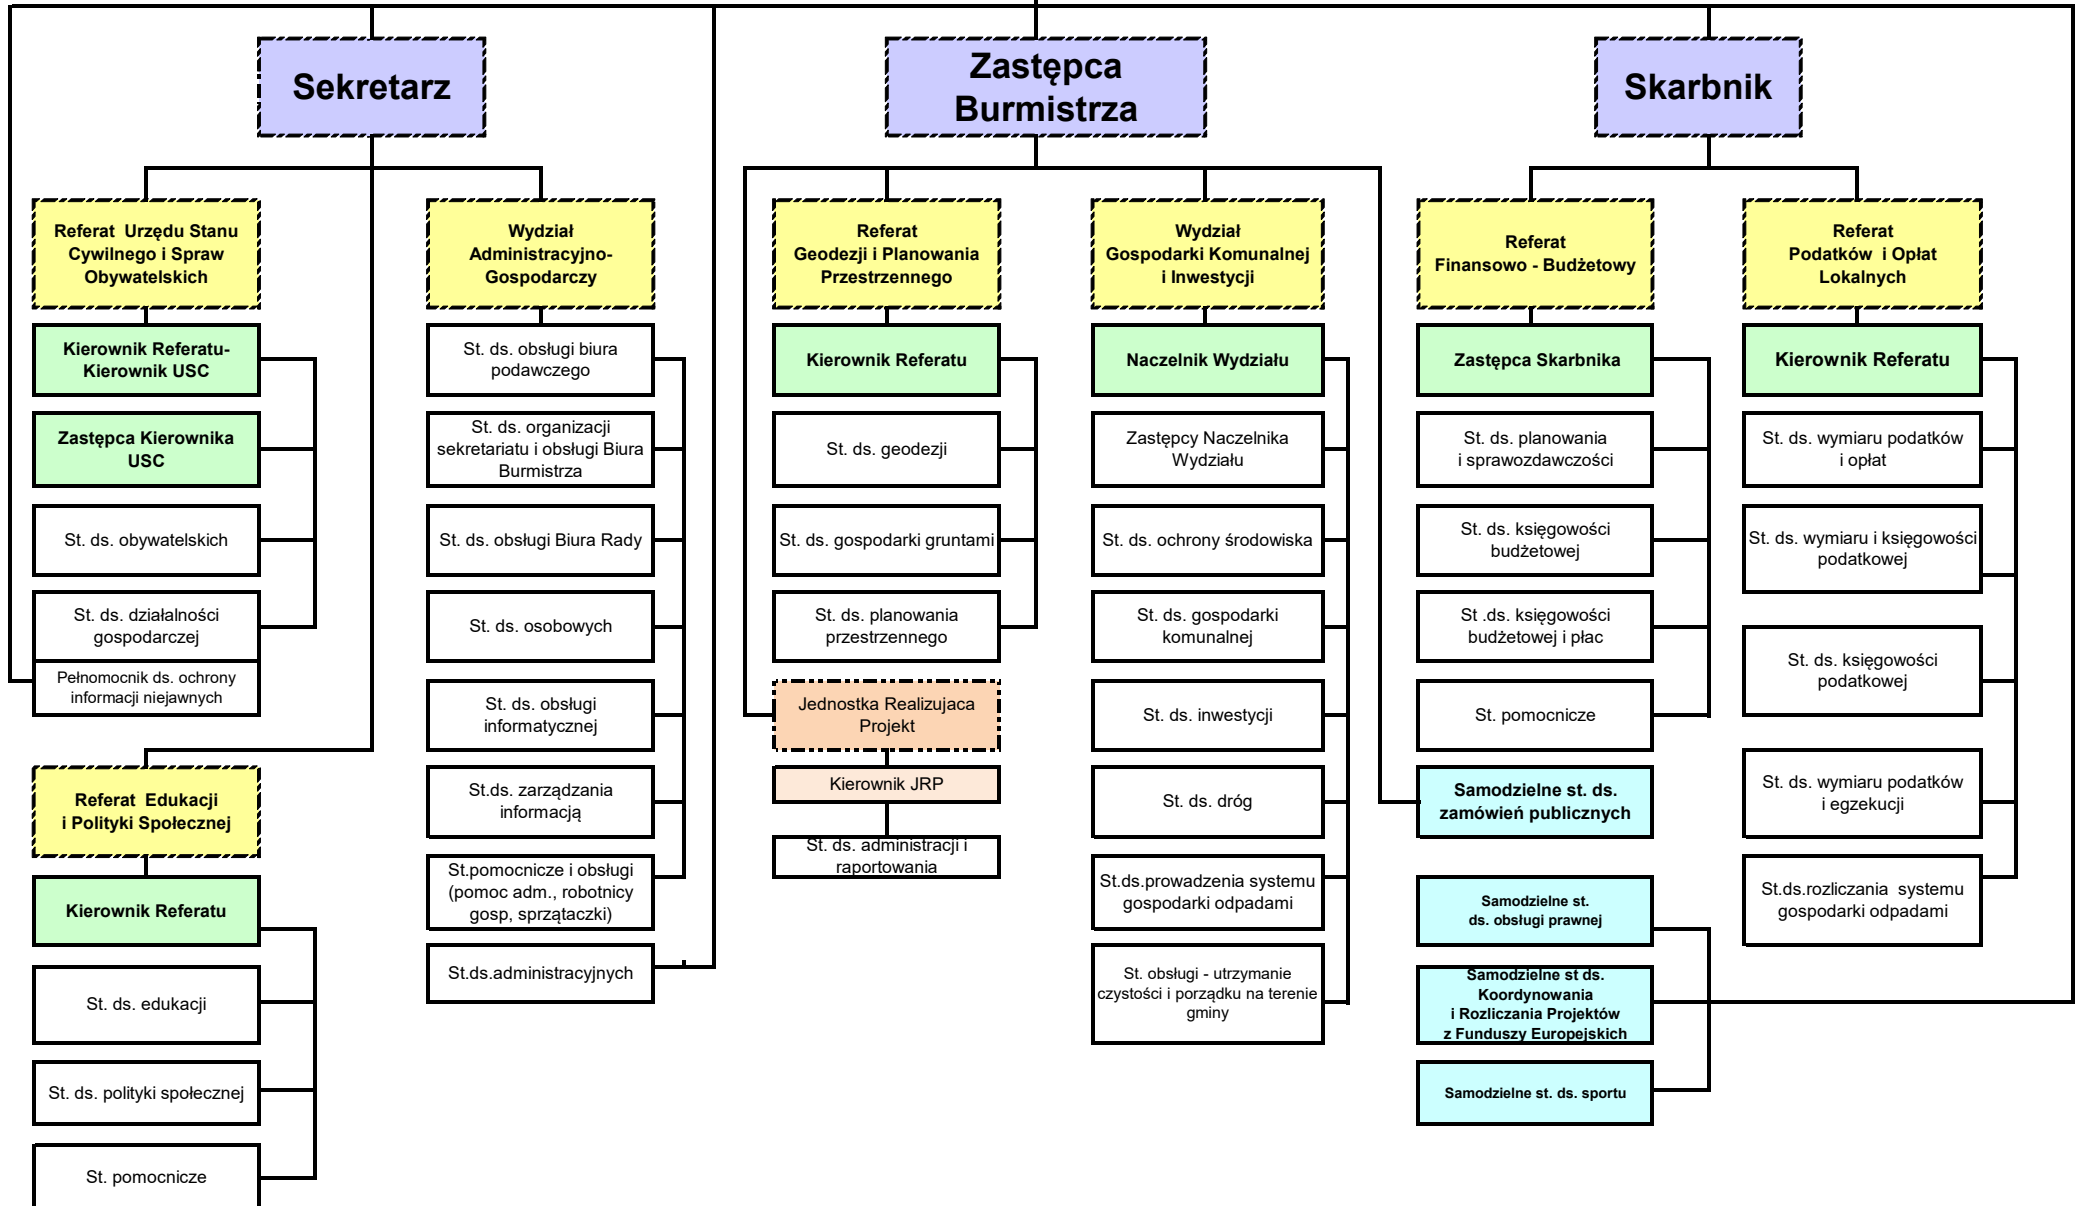 Sekretarz
Zastępca
Burmistrza
Skarbnik
Referat Urzędu Stanu
Cywilnego i Spraw
Obywatelskich
Kierownik Referatu-
Kierownik USC
Zastępca Kierownika
USC
St. ds. obywatelskich
St. ds. działalności
gospodarczej
Pełnomocnik ds. ochrony
informacji niejawnych
Referat Edukacji
i Polityki Społecznej
Kierownik Referatu
St. ds. edukacji
St. ds. polityki społecznej
St. pomocnicze
Wydział
Administracyjno-
Gospodarczy
St. ds. obsługi biura
podawczego
St. ds. organizacji
sekretariatu i obsługi Biura
Burmistrza
St. ds. obsługi Biura Rady
St. ds. osobowych
St. ds. obsługi
informatycznej
St.ds. zarządzania
informacją
St.pomocnicze i obsługi
(pomoc adm., robotnicy
gosp, sprzątaczki)
St.ds.administracyjnych
Referat
Geodezji i Planowania
Przestrzennego
Kierownik Referatu
St. ds. geodezji
St. ds. gospodarki gruntami
St. ds. planowania
przestrzennego
Jednostka Realizujaca
Projekt
Kierownik JRP
St. ds. administracji i
raportowania
Wydział
Gospodarki Komunalnej
i Inwestycji
Naczelnik Wydziału
Zastępcy Naczelnika
Wydziału
St. ds. ochrony środowiska
St. ds. gospodarki
komunalnej
St. ds. inwestycji
St. ds. dróg
St.ds.prowadzenia systemu
gospodarki odpadami
St. obsługi - utrzymanie
czystości i porządku na terenie
gminy
Referat
Finansowo - Budżetowy
Zastępca Skarbnika
St. ds. planowania
i sprawozdawczości
St. ds. księgowości
budżetowej
St .ds. księgowości
budżetowej i płac
St. pomocnicze
Samodzielne st. ds.
zamówień publicznych
Samodzielne st.
ds. obsługi prawnej
Samodzielne st ds.
Koordynowania
i Rozliczania Projektów
z Funduszy Europejskich
Samodzielne st. ds. sportu
Referat
Podatków i Opłat
Lokalnych
Kierownik Referatu
St. ds. wymiaru podatków
i opłat
St. ds. wymiaru i księgowości
podatkowej
St. ds. księgowości
podatkowej
St. ds. wymiaru podatków
i egzekucji
St.ds.rozliczania systemu
gospodarki odpadami